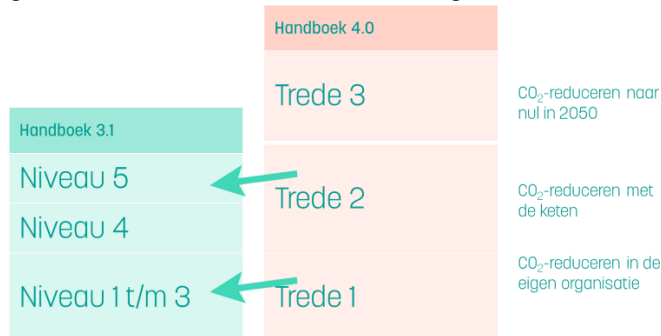 Handboek 4.0
Trede 3
CO₂-reduceren naar
nul in 2050
Handboek 3.1
Niveau 5
Niveau 4
Trede 2
CO₂-reduceren met
de keten
Niveau 1 t/m 3
Trede 1
CO₂-reduceren in de
eigen organisatie